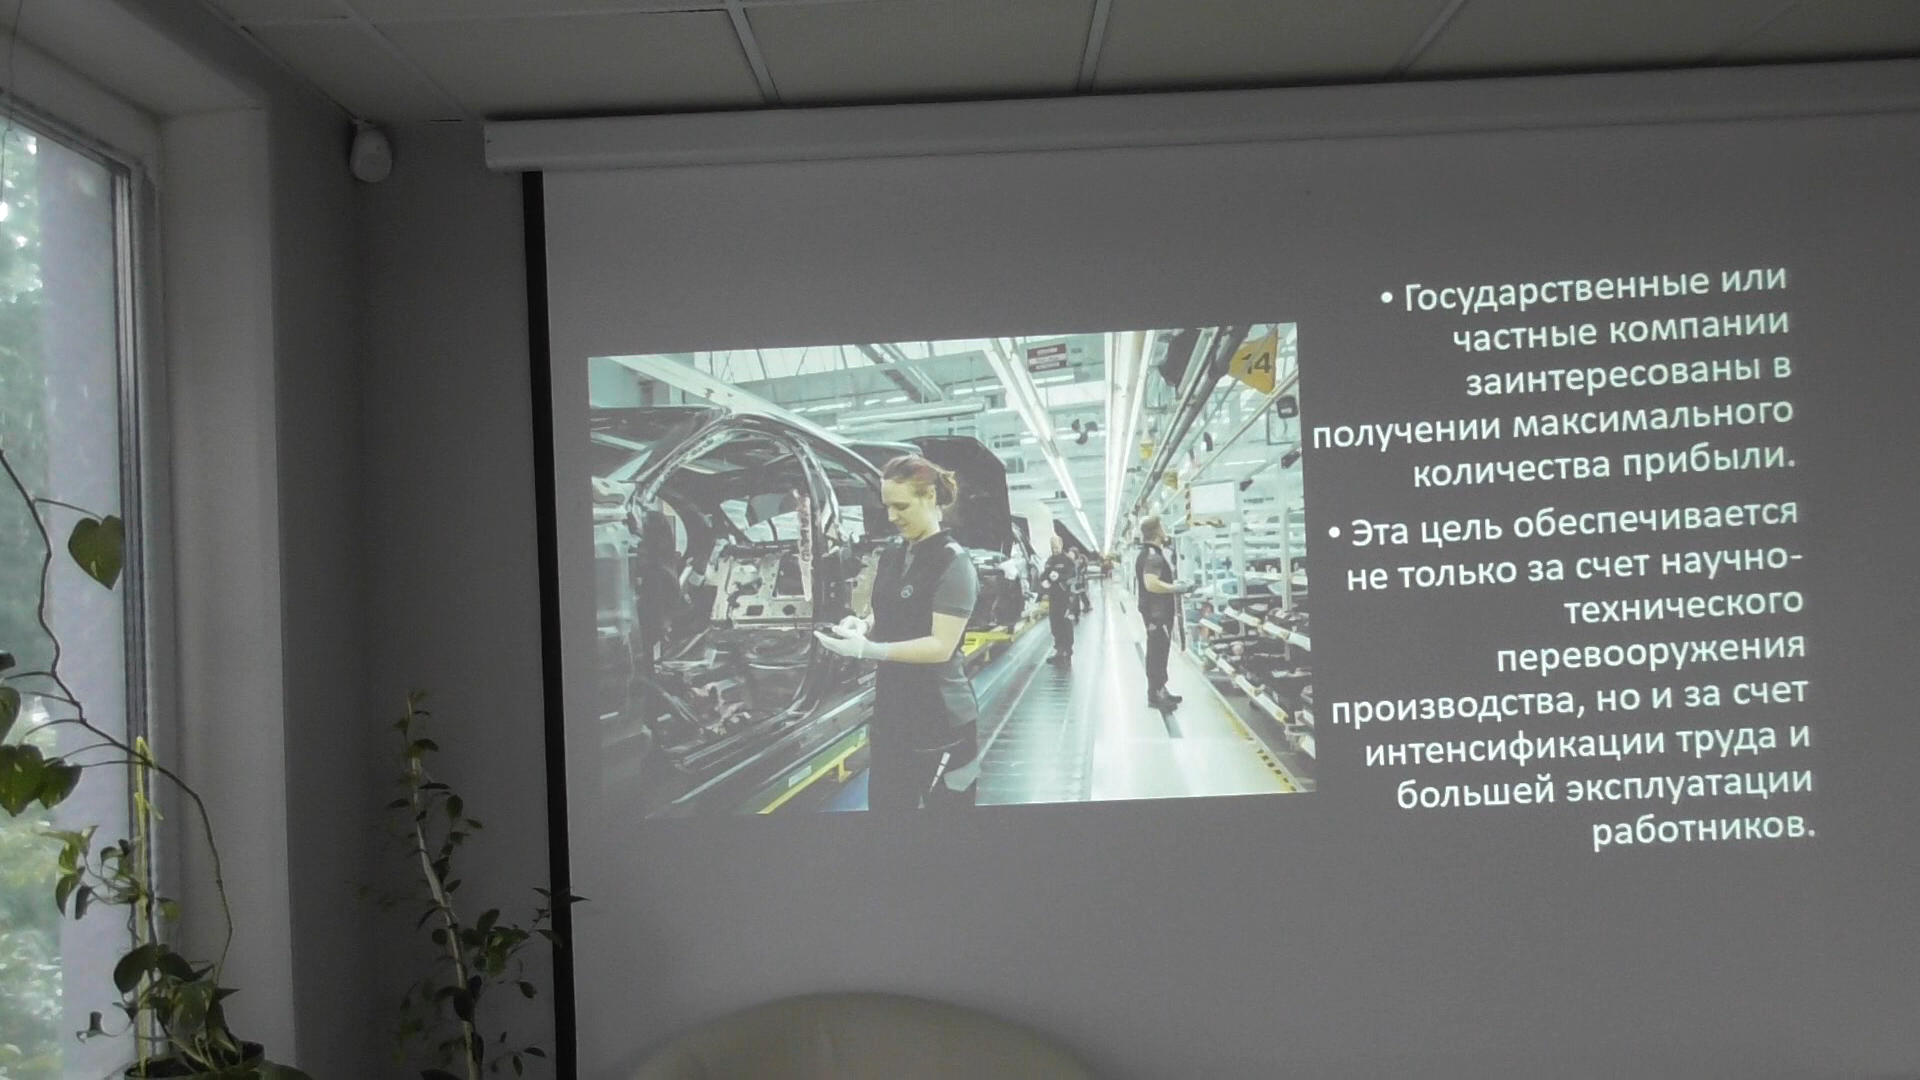 • Государственные или
частные компании
заинтересованы в
получении максимального
количества прибыли.
• Эта цель обеспечивается
не только за счет научно-
технического
перевооружения
производства, но и за счет
интенсификации труда и
большей эксплуатации
работников.
14